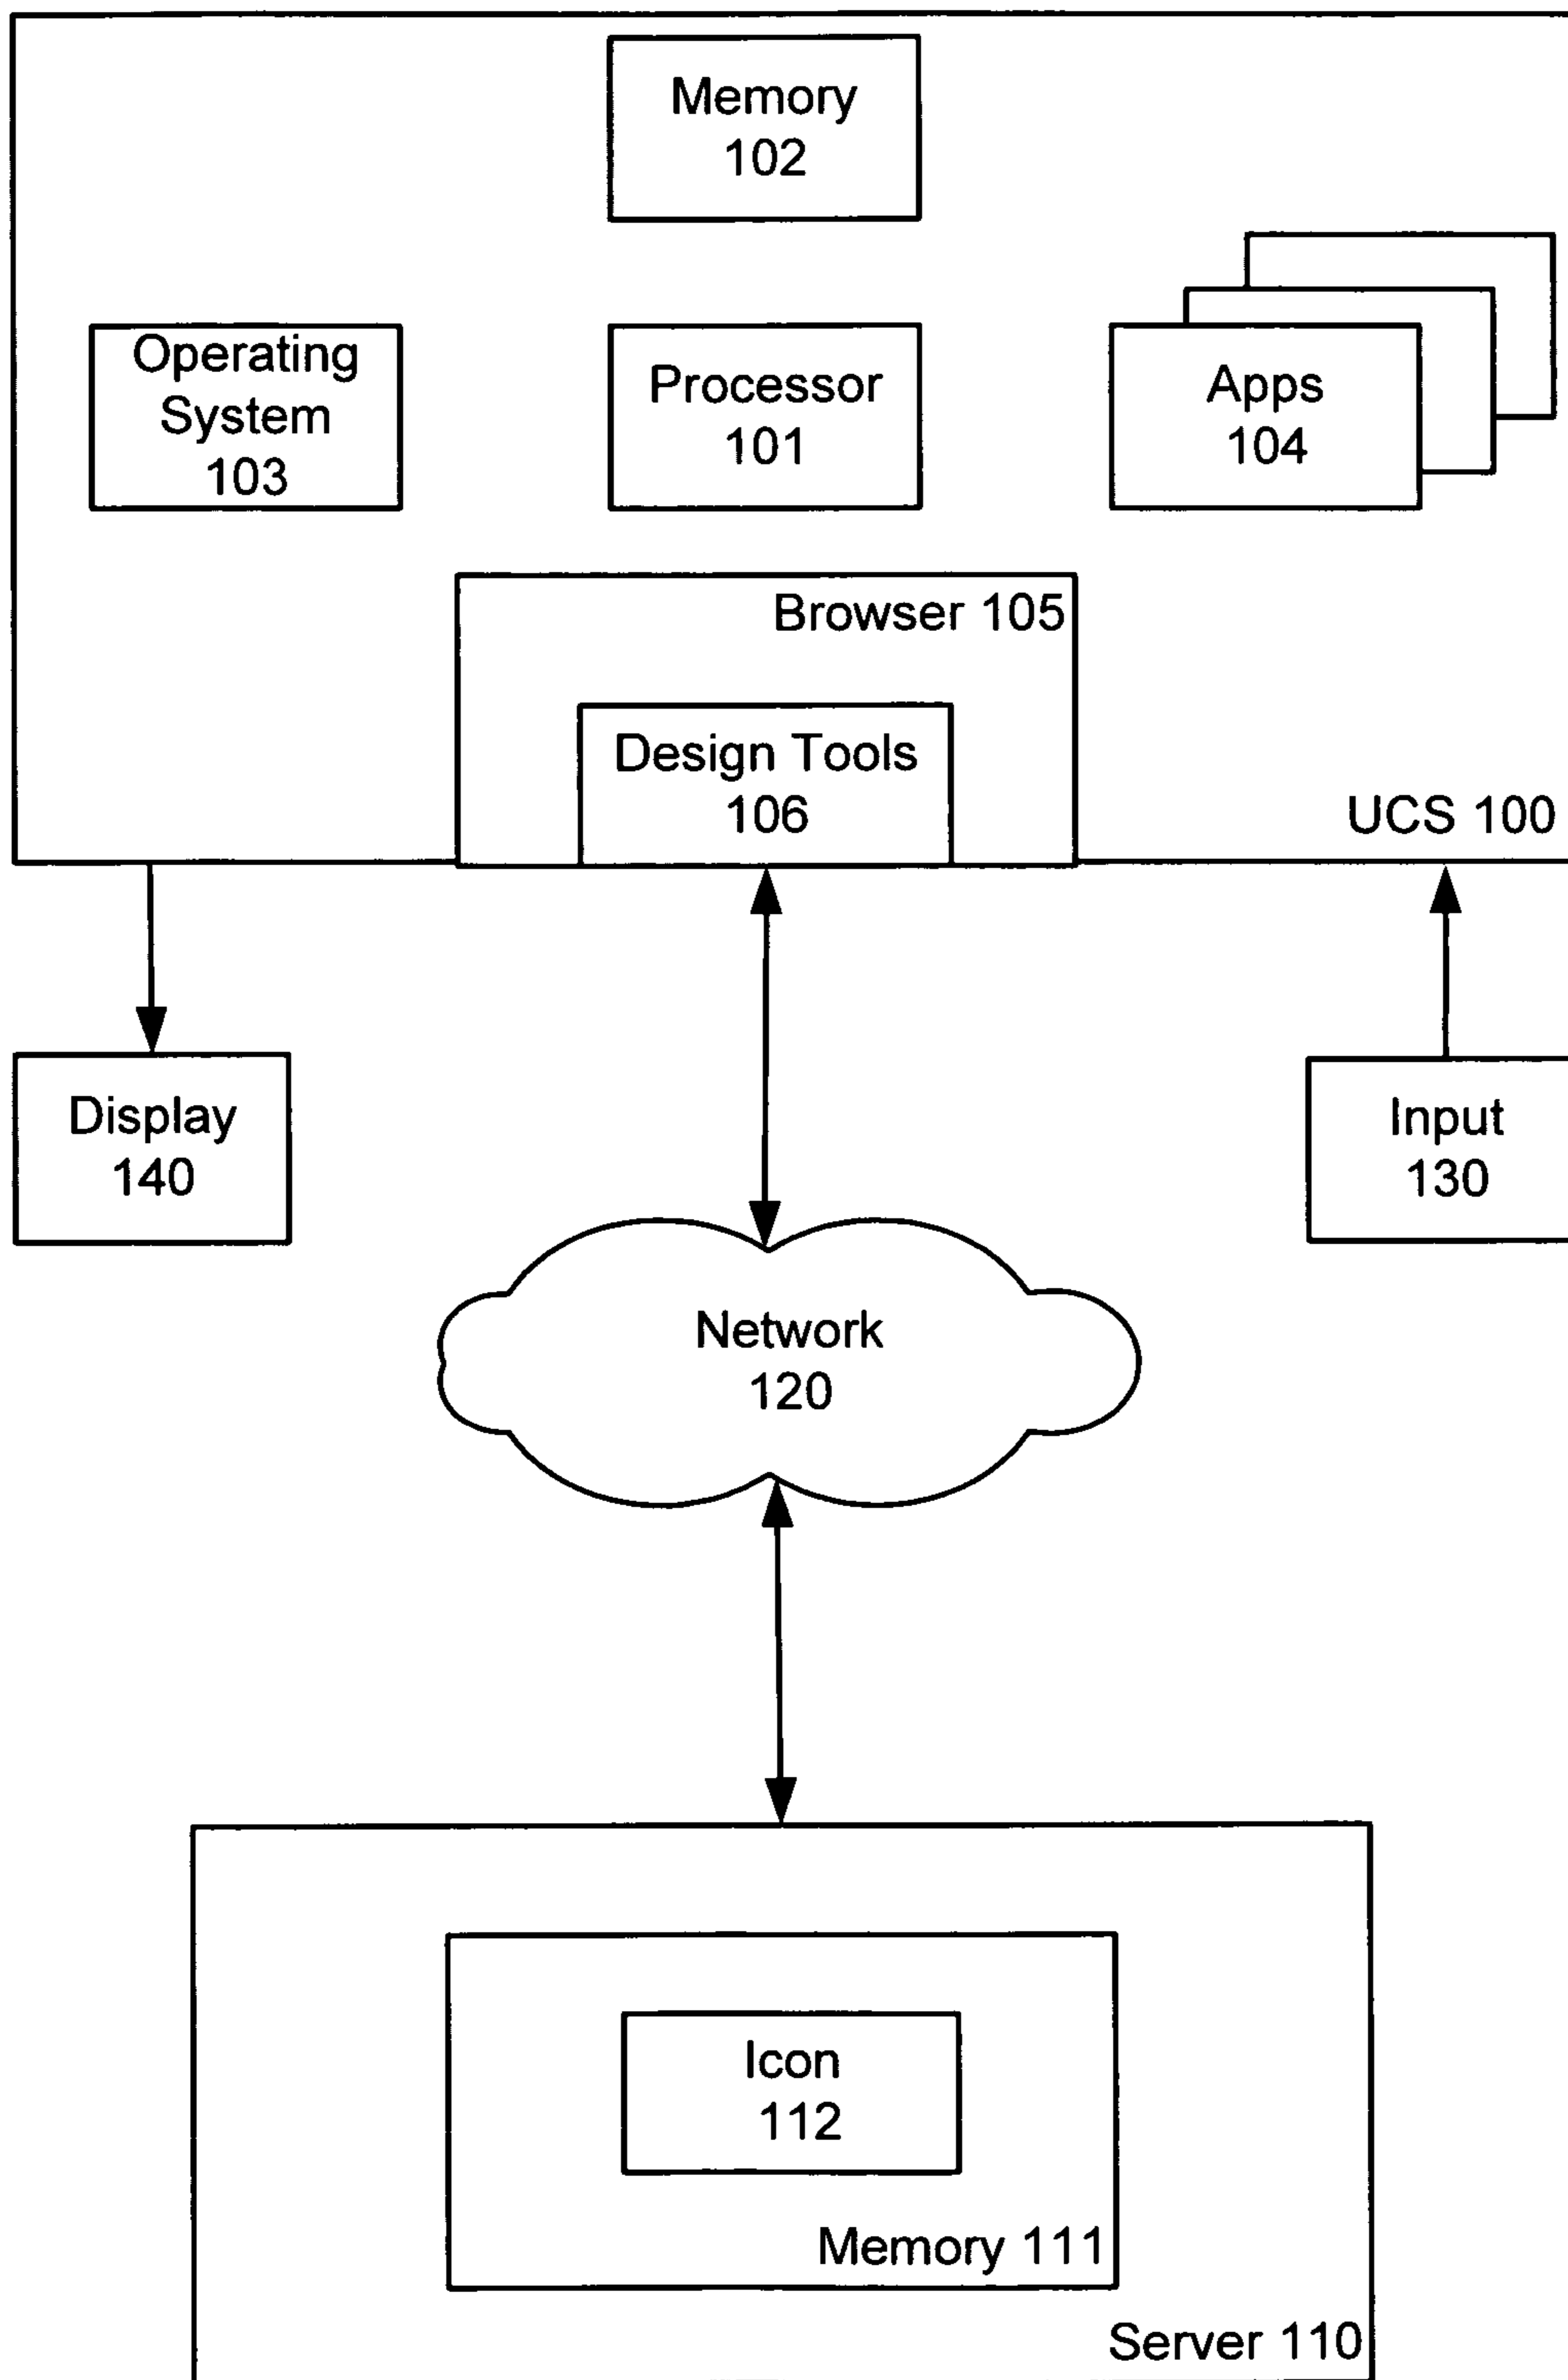 Memory
102
Operating
System
103
Processor
101
Apps
104
Browser 105
Design Tools
106
UCS 100
Display
140
Input
130
Network
120
Icon
112
Memory 111
Server 110